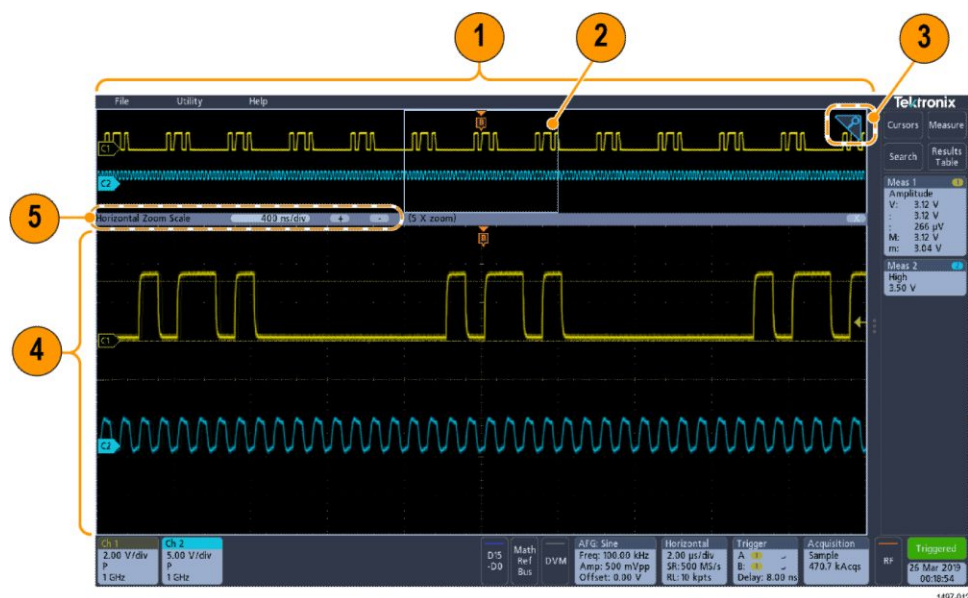 1
2
3
File Utility Help
Tektronix
Cursors Measure
Search Results Table
B
C1
C2
5
Horizontal Zoom Scale 400 ns/div + - (5 X zoom) X
Meas 1 1
Amplitude
V: 3.12 V
: 3.12 V
: 266 µV
M: 3.12 V
m: 3.04 V
Meas 2 2
High
3.50 V
B
4
C1
C2
Ch 1
2.00 V/div
P
1 GHz
Ch 2
5.00 V/div
P
1 GHz
D15
-D0
Math
Ref
Bus
DVM
AFG: Sine
Freq: 100.00 kHz
Amp: 500 mVpp
Offset: 0.00 V
Horizontal
2.00 µs/div
SR: 500 MS/s
RL: 10 kpts
Trigger
A 1
B: 1
Delay: 8.00 ns
Acquisition
Sample
470.7 kAcqs
RF
Triggered
26 Mar 2019
00:18:54